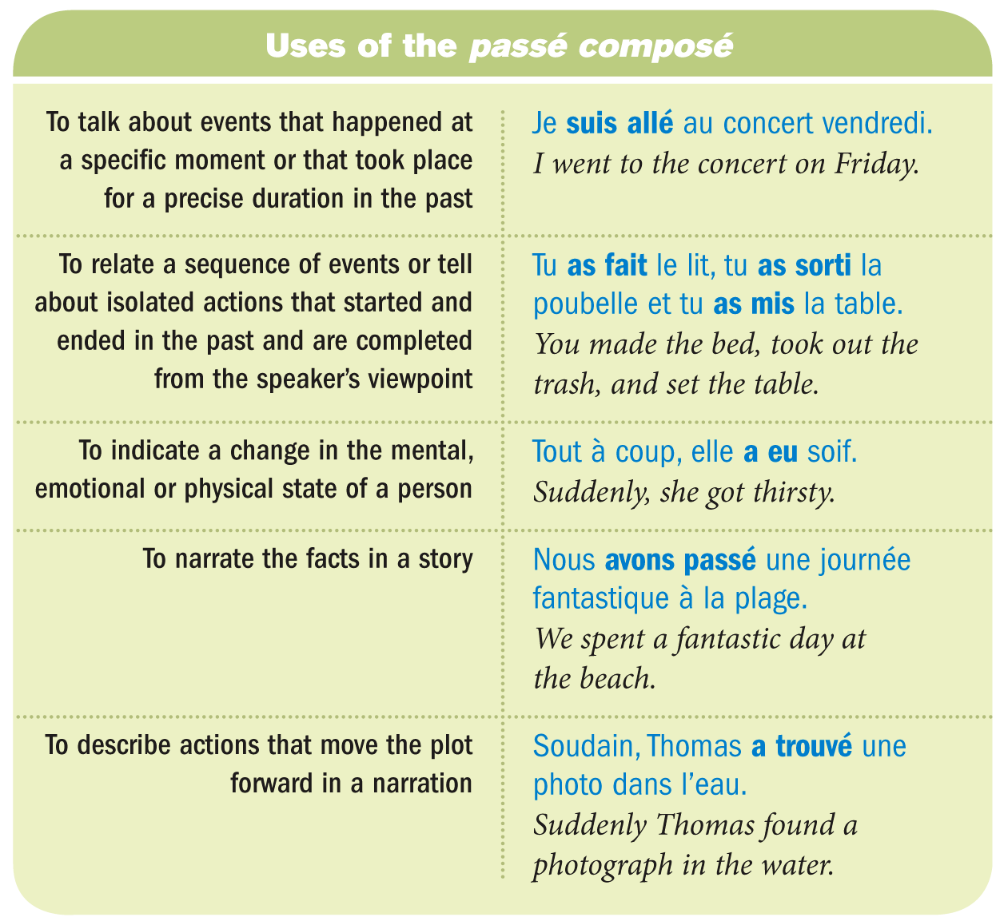 Uses of the passé composé
To talk about events that happened at
a specific moment or that took place
for a precise duration in the past
Je suis allé au concert vendredi.
I went to the concert on Friday.
To relate a sequence of events or tell
about isolated actions that started and
ended in the past and are completed
from the speaker’s viewpoint
Tu as fait le lit, tu as sorti la
poubelle et tu as mis la table.
You made the bed, took out the
trash, and set the table.
To indicate a change in the mental,
emotional or physical state of a person
Tout à coup, elle a eu soif.
Suddenly, she got thirsty.
To narrate the facts in a story
Nous avons passé une journée
fantastique à la plage.
We spent a fantastic day at
the beach.
To describe actions that move the plot
forward in a narration
Soudain, Thomas a trouvé une
photo dans l’eau.
Suddenly Thomas found a
photograph in the water.